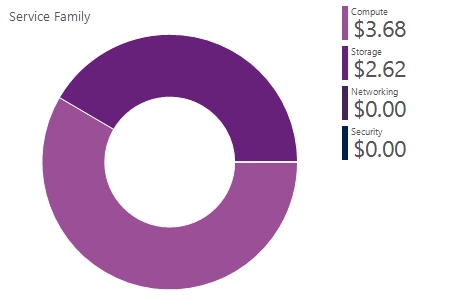 Service Family
Compute
$3.68
Storage
$2.62
Networking
$0.00
Security
$0.00